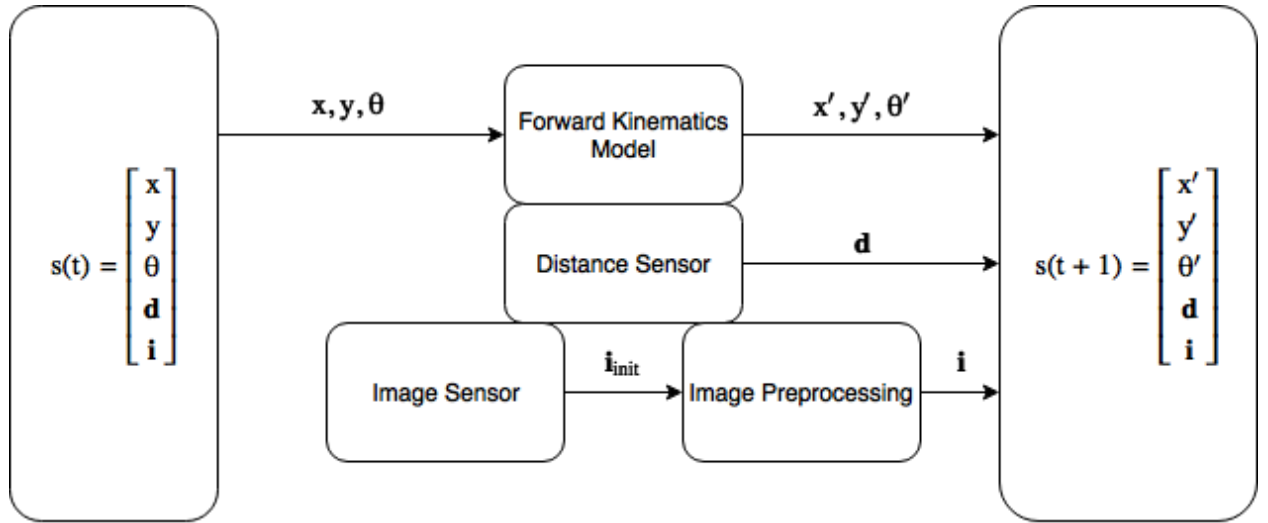 x, y, θ
Forward Kinematics
Model
x′, y′, θ′
s(t) = [ x
y
θ
d
i ]
Distance Sensor
d
s(t + 1) = [ x′
y′
θ′
d
i ]
Image Sensor
i_init
Image Preprocessing
i